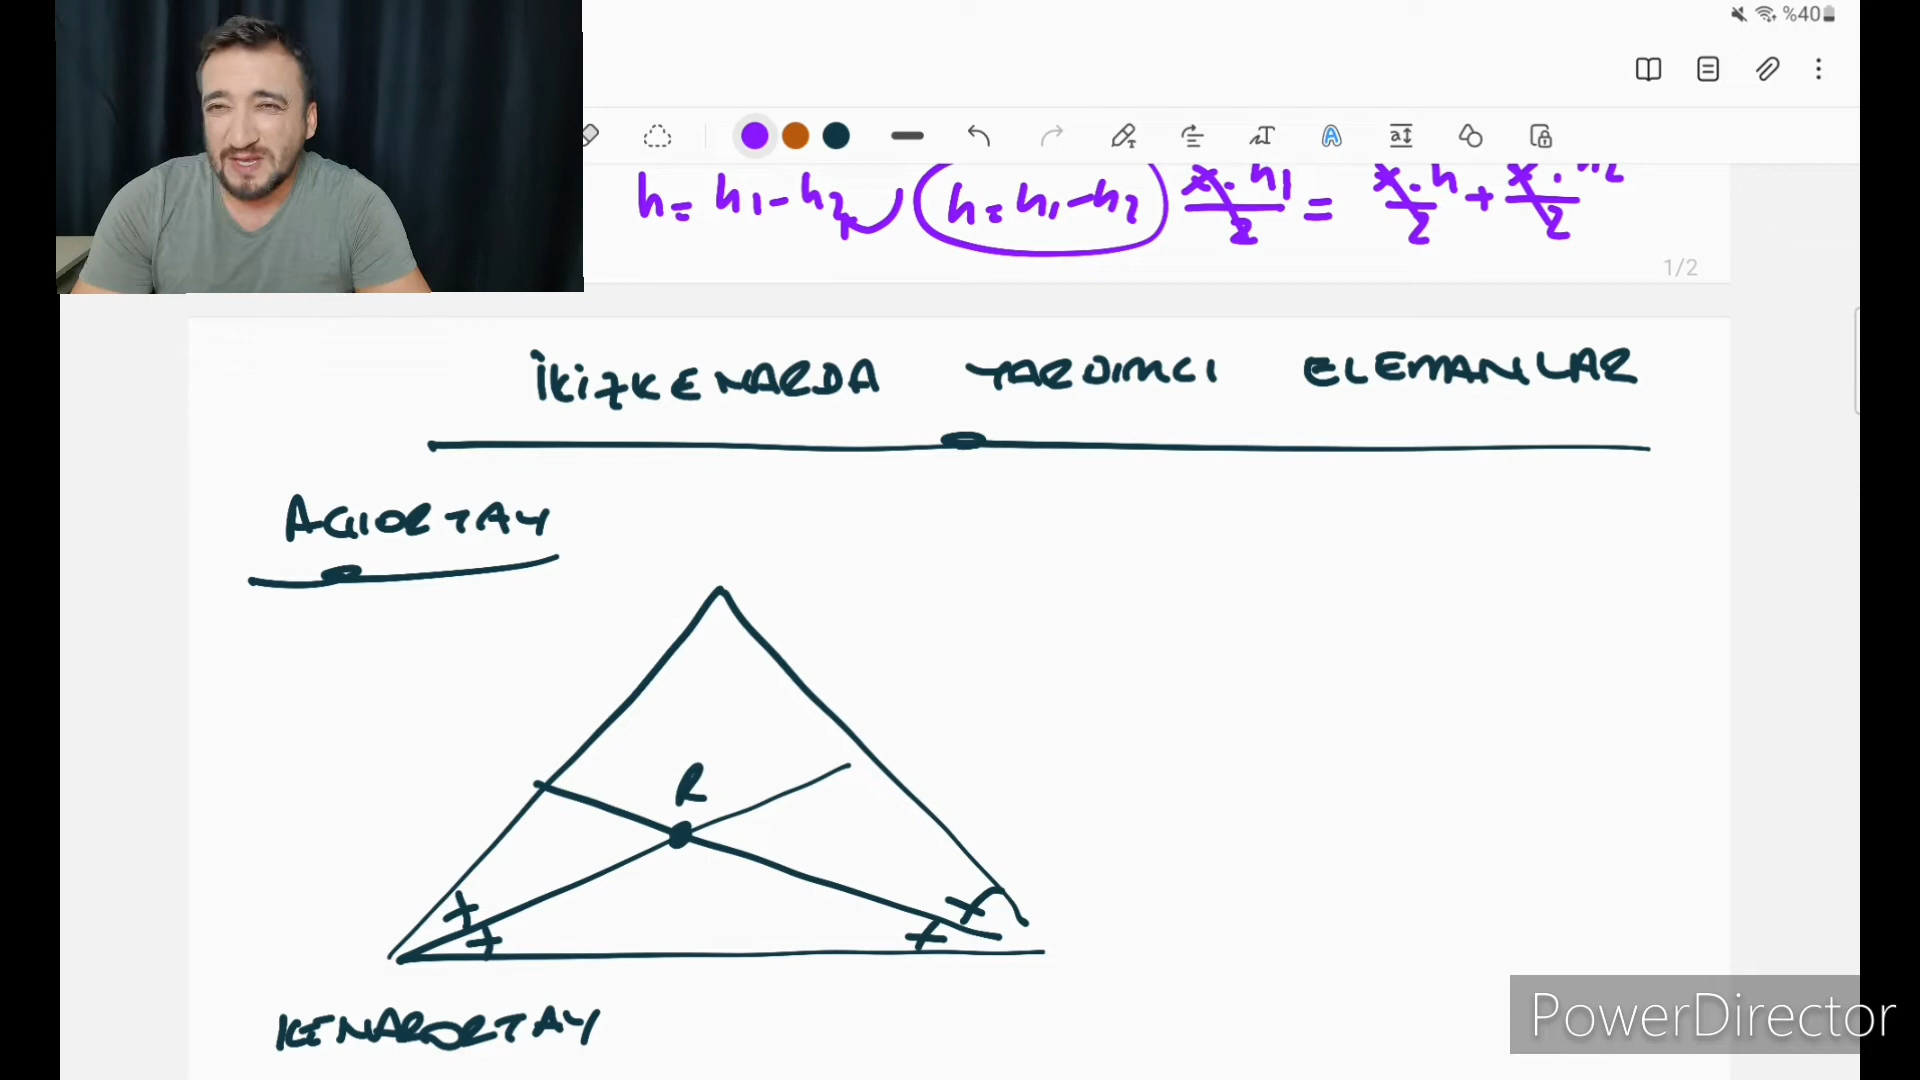 %40
h = h1 - h2 h = h1 - h2 x . h1 / 2 = x . h / 2 + x . h2 / 2
1/2
İKİZKENARDA YARDIMCI ELEMANLAR
AÇIORTAY
R
KENARORTAY
PowerDirector